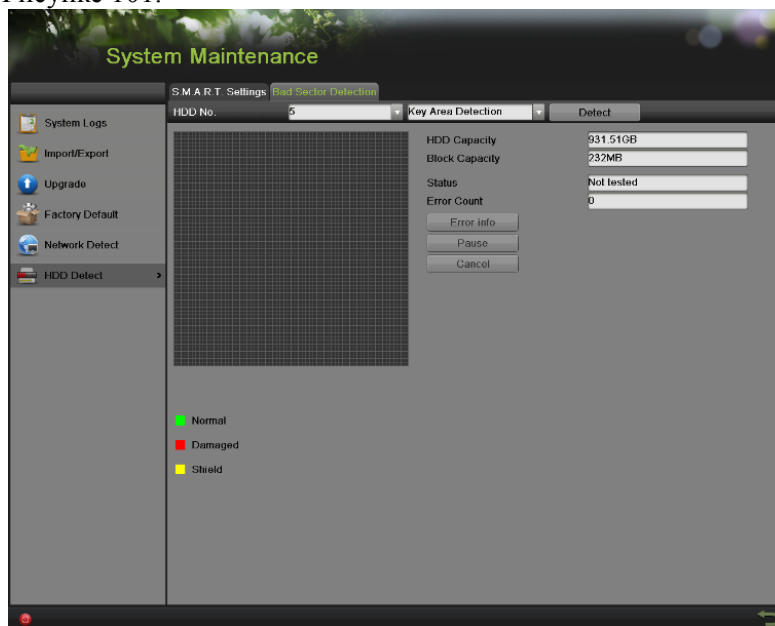 Рисунке 101.
System Maintenance
S.M.A.R.T. Settings Bad Sector Detection
HDD No. 5 Key Area Detection Detect
System Logs
Import/Export
Upgrade
Factory Default
Network Detect
HDD Detect >
HDD Capacity 931.51GB
Block Capacity 232MB
Status Not tested
Error Count 0
Error info
Pause
Cancel
Normal
Damaged
Shield